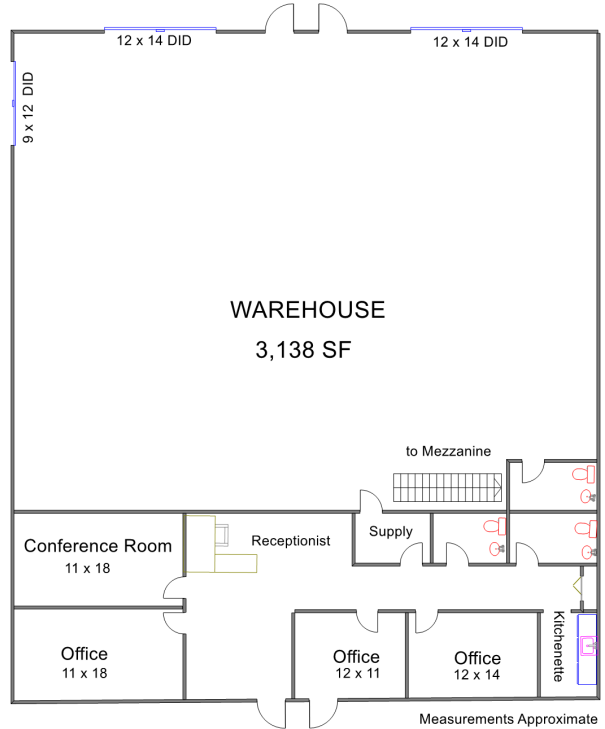 12 x 14 DID
12 x 14 DID
9 x 12 DID
WAREHOUSE
3,138 SF
to Mezzanine
Supply
Receptionist
Conference Room
11 x 18
Kitchenette
Office
11 x 18
Office
12 x 11
Office
12 x 14
Measurements Approximate